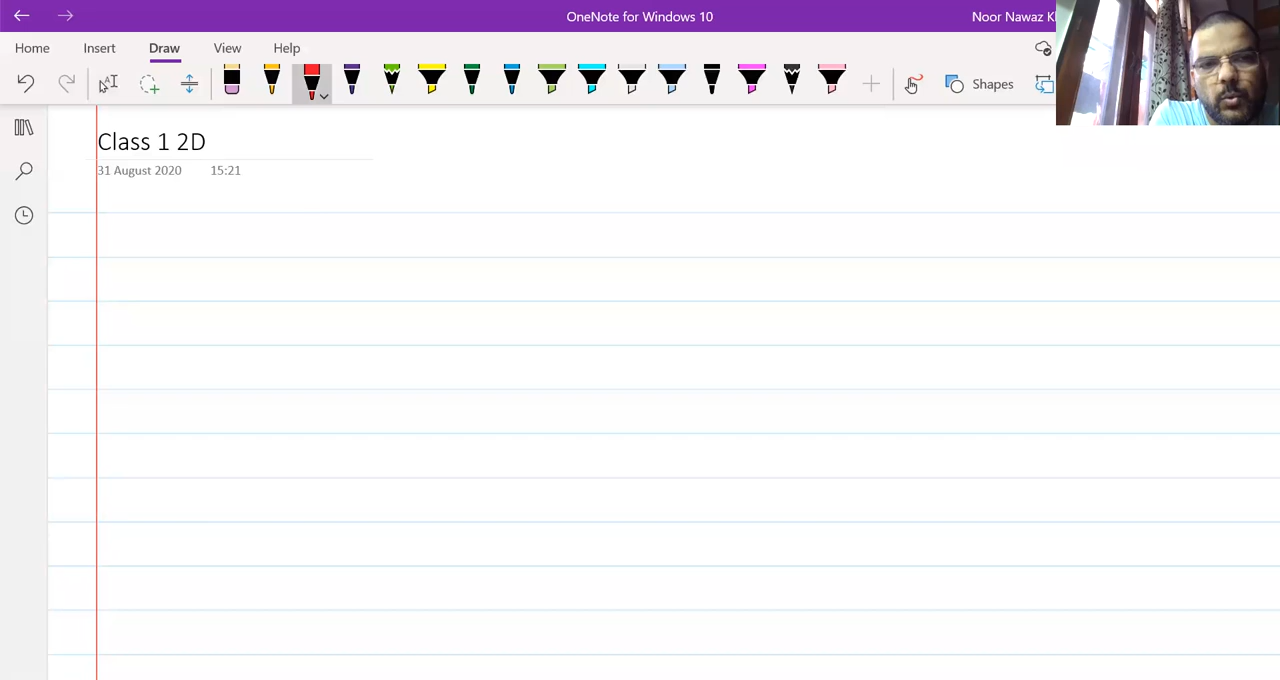 OneNote for Windows 10
Noor Nawaz
Home Insert Draw View Help
Shapes
Class 1 2D
31 August 2020 15:21